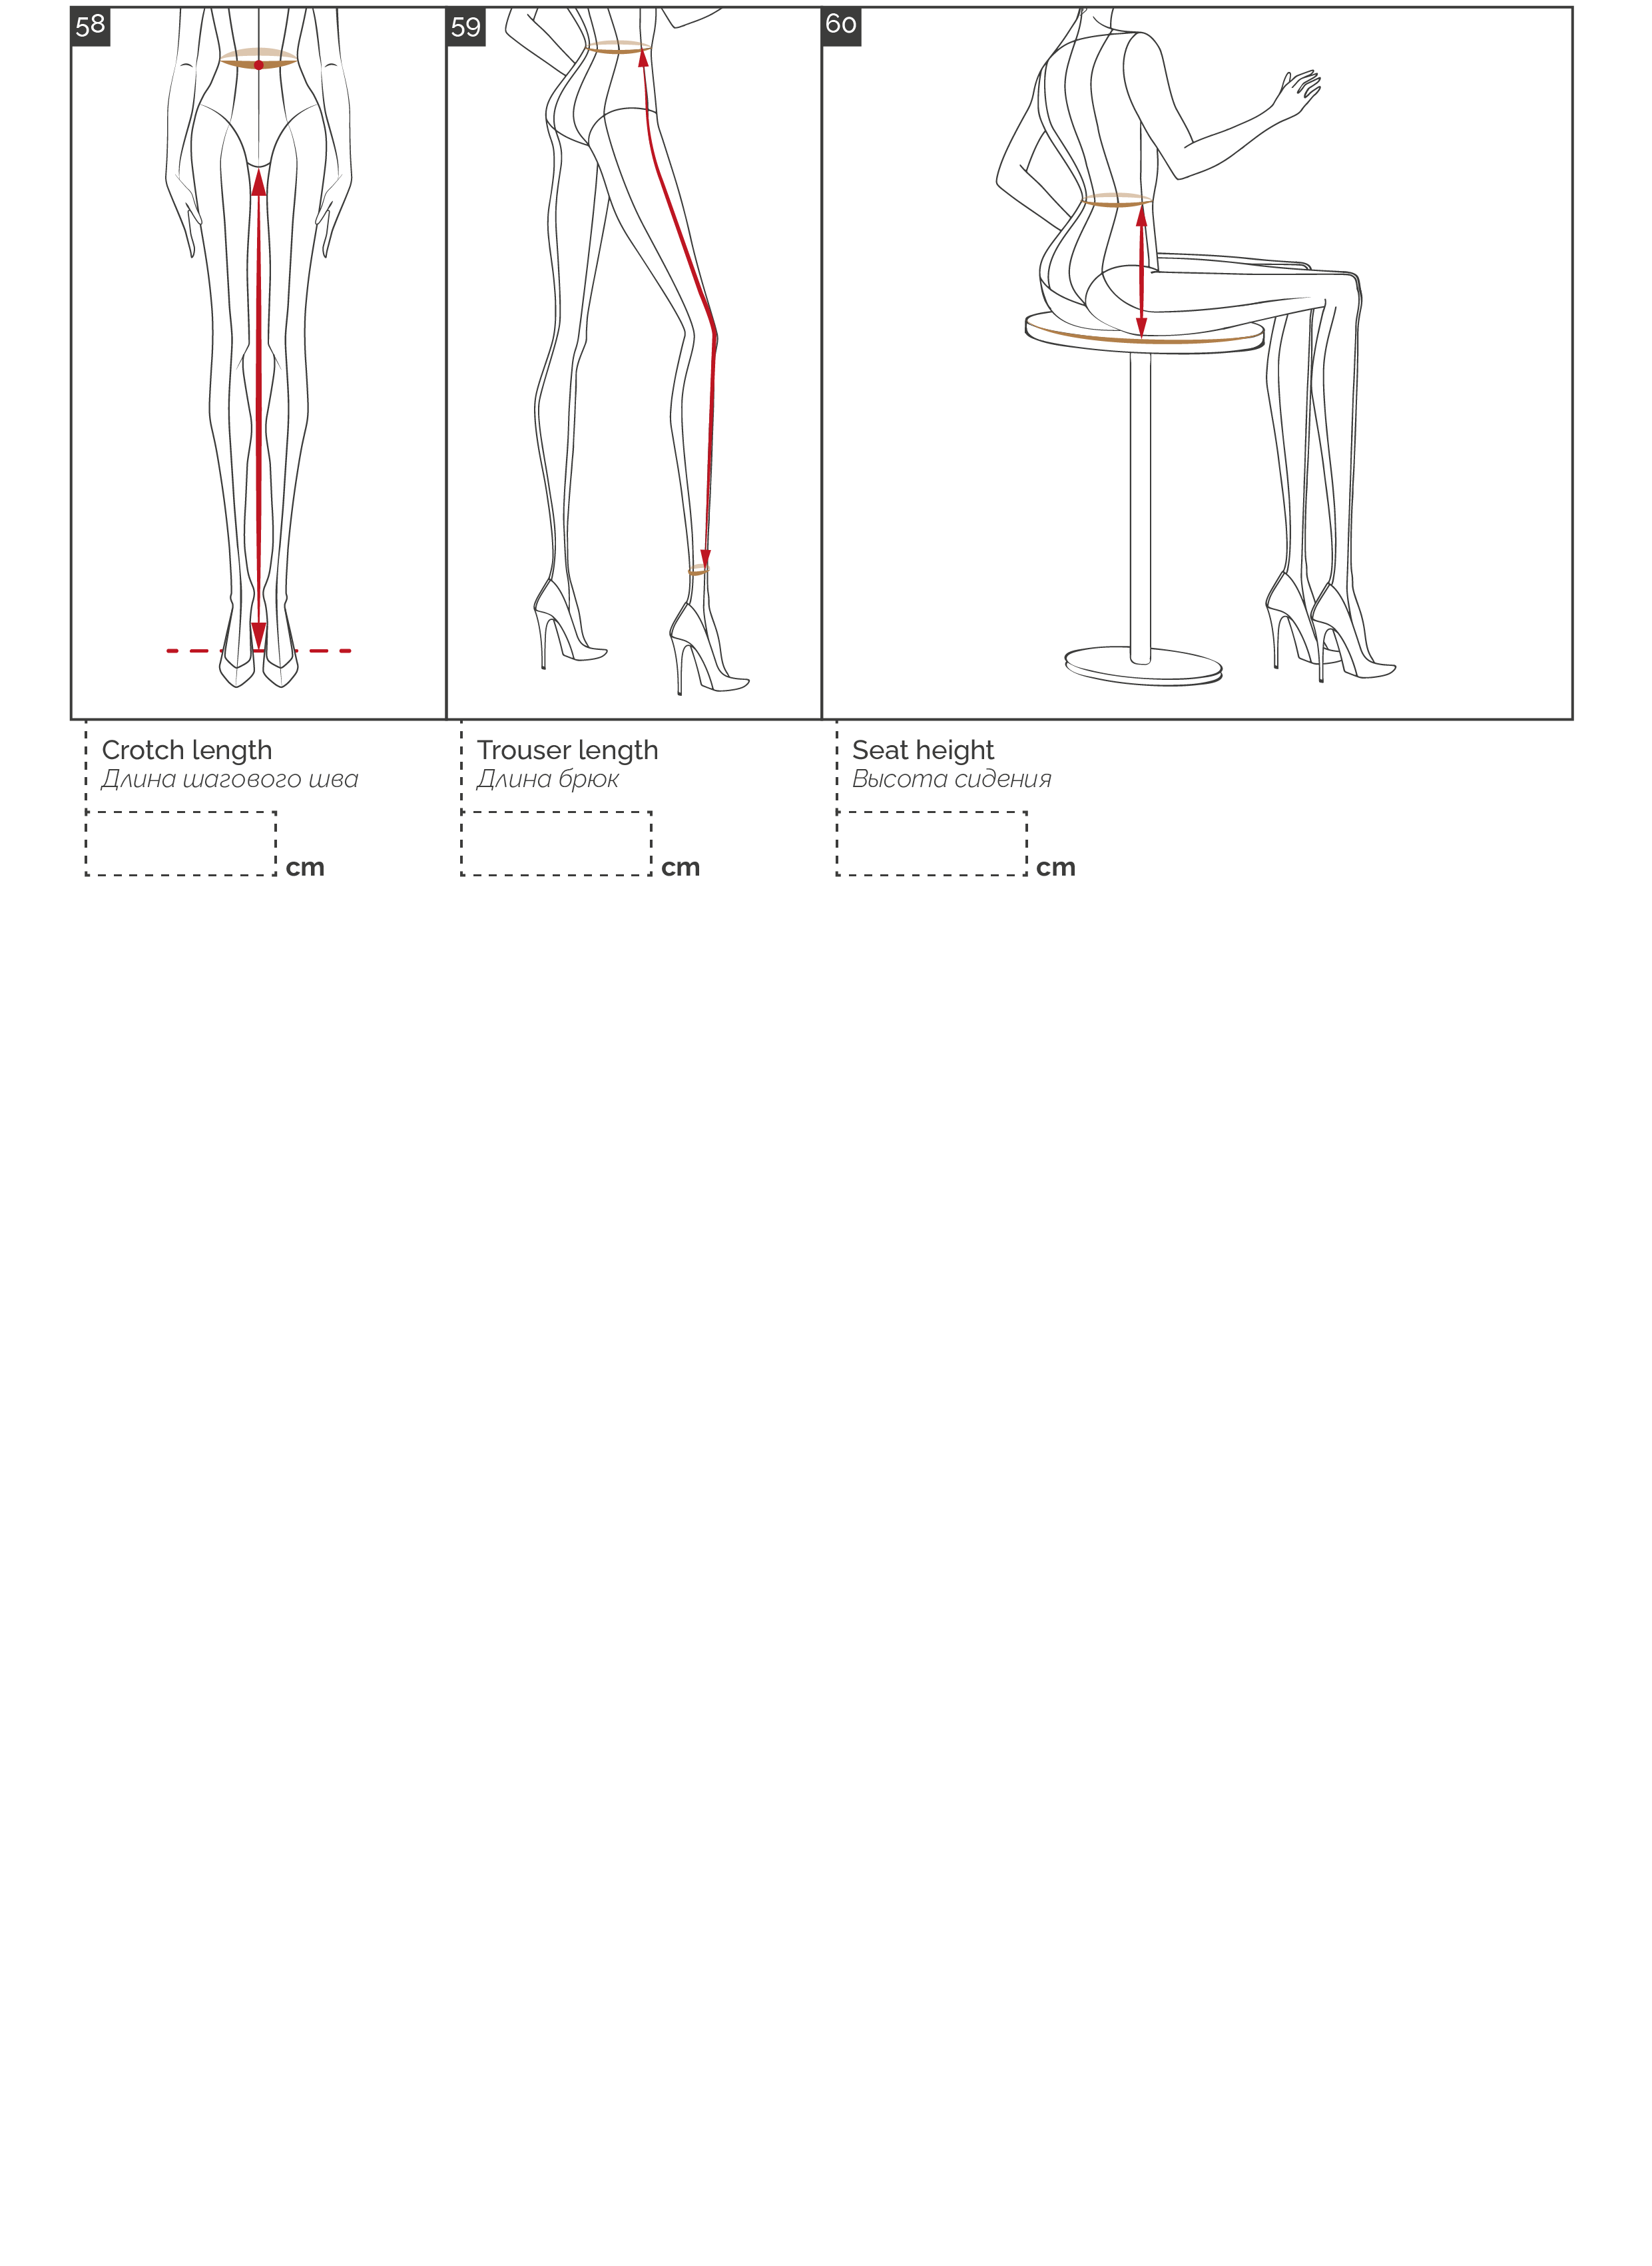 58
59
60
Crotch length
Длина шагового шва
cm
Trouser length
Длина брюк
cm
Seat height
Высота сидения
cm